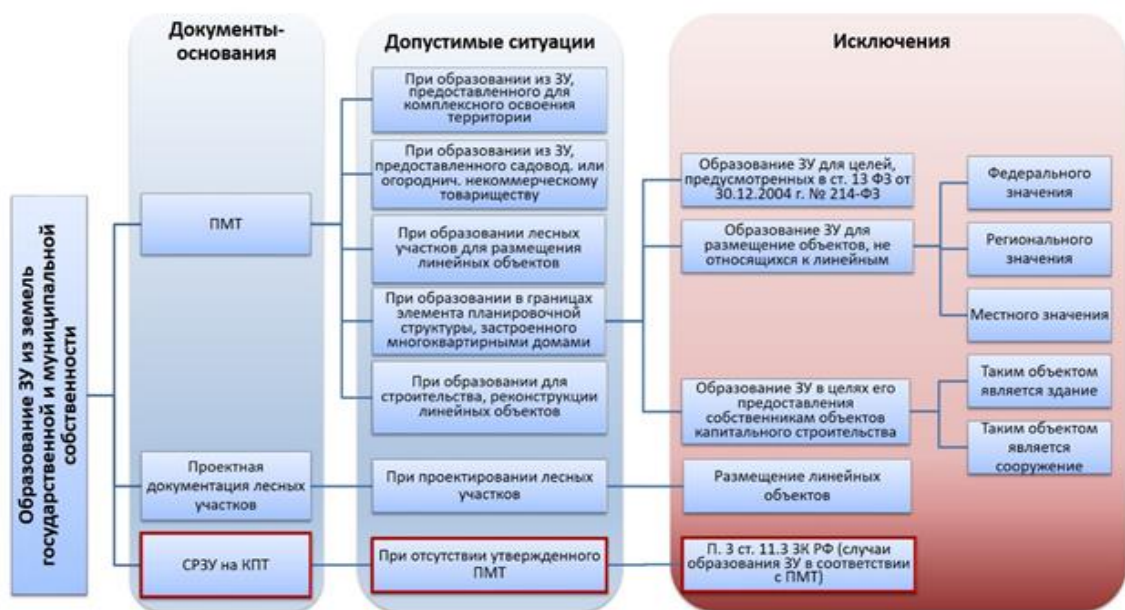 Документы-
основания
Допустимые ситуации
Исключения
Образование ЗУ из земель
государственной и муниципальной
собственности
ПМТ
Проектная
документация лесных
участков
СРЗУ на КПТ
При образовании из ЗУ,
предоставленного для
комплексного освоения
территории
При образовании из ЗУ,
предоставленного садовод. или
огороднич. некоммерческому
товариществу
При образовании лесных
участков для размещения
линейных объектов
При образовании в границах
элемента планировочной
структуры, застроенного
многоквартирными домами
При образовании для
строительства, реконструкции
линейных объектов
При проектировании лесных
участков
При отсутствии утвержденного
ПМТ
Образование ЗУ для целей,
предусмотренных в ст. 13 ФЗ от
30.12.2004 г. № 214-ФЗ
Образование ЗУ для
размещение объектов, не
относящихся к линейным
Образование ЗУ в целях его
предоставления
собственникам объектов
капитального строительства
Размещение линейных
объектов
П. 3 ст. 11.3 ЗК РФ (случаи
образования ЗУ в соответствии
с ПМТ)
Федерального
значения
Регионального
значения
Местного значения
Таким объектом
является здание
Таким объектом
является
сооружение